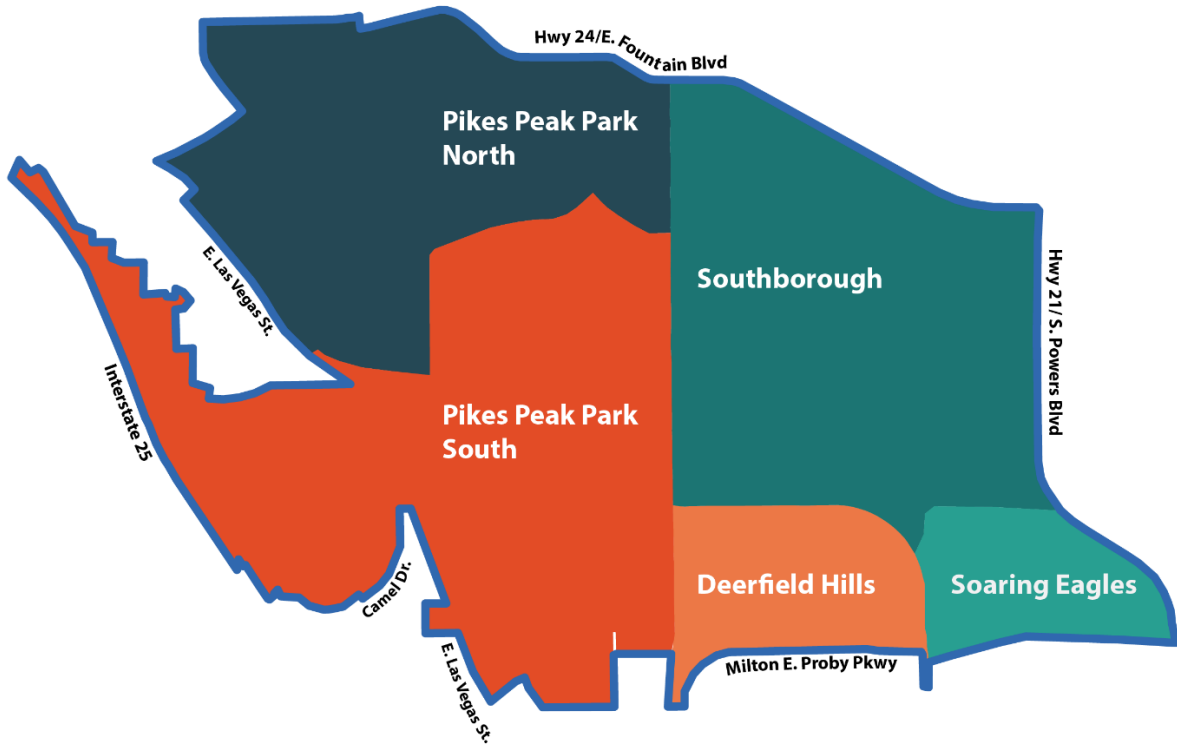 Hwy 24/E. Fountain Blvd
Pikes Peak Park
North
E. Las Vegas St.
Southborough
Hwy 21/ S. Powers Blvd
Interstate 25
Pikes Peak Park
South
Camel Dr.
Deerfield Hills
Soaring Eagles
E. Las Vegas St.
Milton E. Proby Pkwy